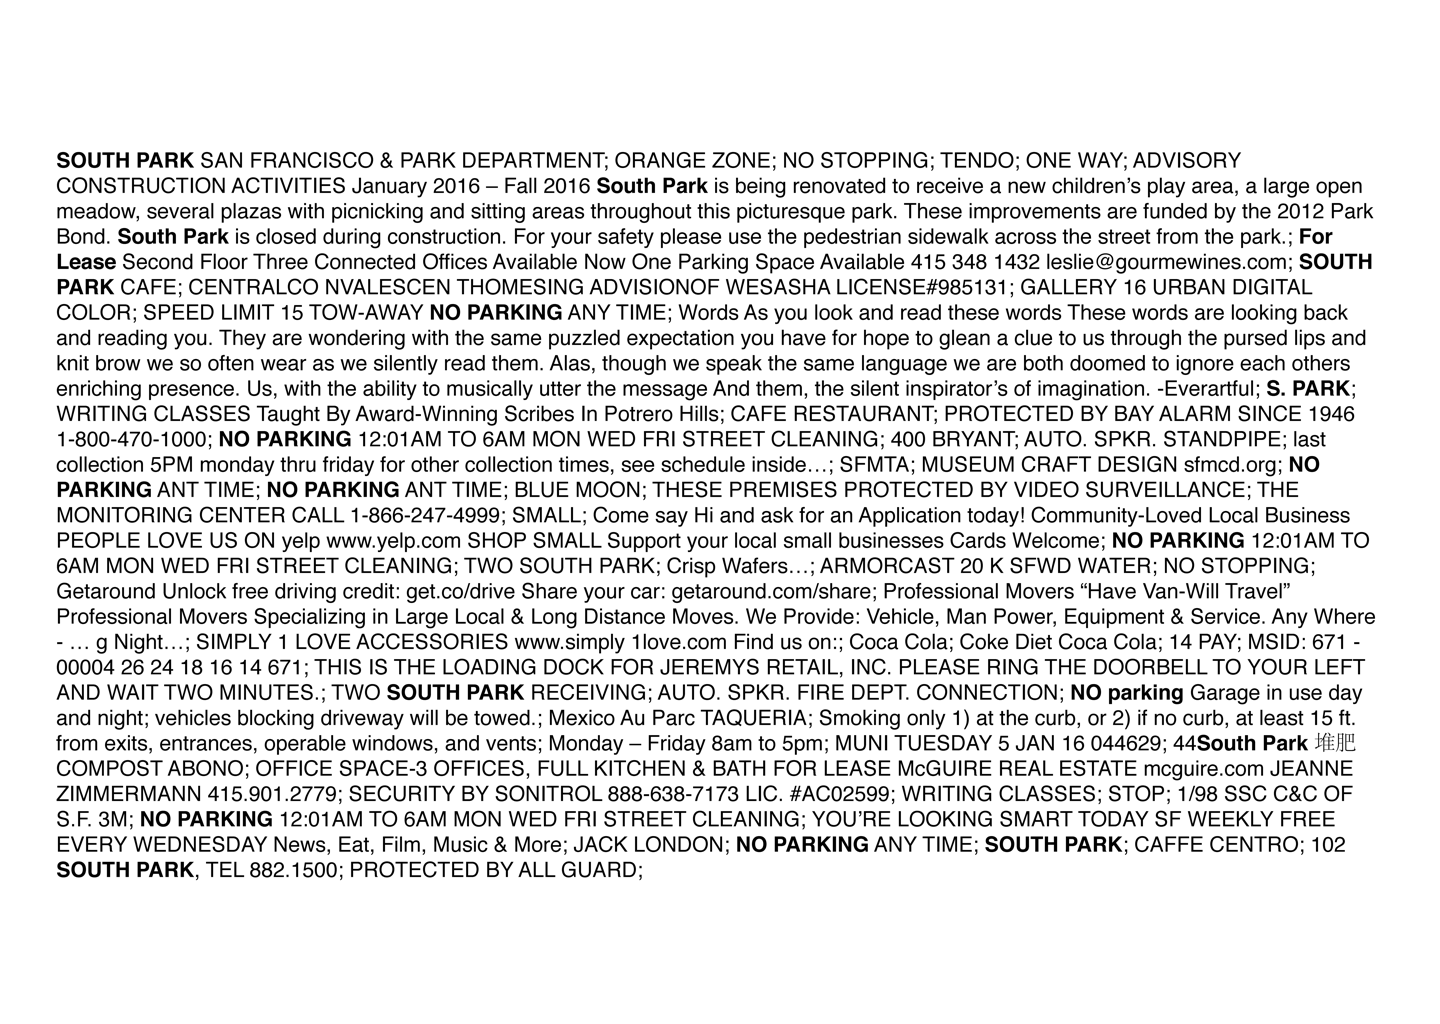 SOUTH PARK SAN FRANCISCO & PARK DEPARTMENT; ORANGE ZONE; NO STOPPING; TENDO; ONE WAY; ADVISORY
CONSTRUCTION ACTIVITIES January 2016 – Fall 2016 South Park is being renovated to receive a new children’s play area, a large open
meadow, several plazas with picnicking and sitting areas throughout this picturesque park. These improvements are funded by the 2012 Park
Bond. South Park is closed during construction. For your safety please use the pedestrian sidewalk across the street from the park.; For
Lease Second Floor Three Connected Offices Available Now One Parking Space Available 415 348 1432 leslie@gourmewines.com; SOUTH
PARK CAFE; CENTRALCO NVALESCEN THOMESING ADVISIONOF WESASHA LICENSE#985131; GALLERY 16 URBAN DIGITAL
COLOR; SPEED LIMIT 15 TOW-AWAY NO PARKING ANY TIME; Words As you look and read these words These words are looking back
and reading you. They are wondering with the same puzzled expectation you have for hope to glean a clue to us through the pursed lips and
knit brow we so often wear as we silently read them. Alas, though we speak the same language we are both doomed to ignore each others
enriching presence. Us, with the ability to musically utter the message And them, the silent inspirator’s of imagination. -Everartful; S. PARK;
WRITING CLASSES Taught By Award-Winning Scribes In Potrero Hills; CAFE RESTAURANT; PROTECTED BY BAY ALARM SINCE 1946
1-800-470-1000; NO PARKING 12:01AM TO 6AM MON WED FRI STREET CLEANING; 400 BRYANT; AUTO. SPKR. STANDPIPE; last
collection 5PM monday thru friday for other collection times, see schedule inside…; SFMTA; MUSEUM CRAFT DESIGN sfmcd.org; NO
PARKING ANT TIME; NO PARKING ANT TIME; BLUE MOON; THESE PREMISES PROTECTED BY VIDEO SURVEILLANCE; THE
MONITORING CENTER CALL 1-866-247-4999; SMALL; Come say Hi and ask for an Application today! Community-Loved Local Business
PEOPLE LOVE US ON yelp www.yelp.com SHOP SMALL Support your local small businesses Cards Welcome; NO PARKING 12:01AM TO
6AM MON WED FRI STREET CLEANING; TWO SOUTH PARK; Crisp Wafers…; ARMORCAST 20 K SFWD WATER; NO STOPPING;
Getaround Unlock free driving credit: get.co/drive Share your car: getaround.com/share; Professional Movers “Have Van-Will Travel”
Professional Movers Specializing in Large Local & Long Distance Moves. We Provide: Vehicle, Man Power, Equipment & Service. Any Where
- … g Night…; SIMPLY 1 LOVE ACCESSORIES www.simply 1love.com Find us on:; Coca Cola; Coke Diet Coca Cola; 14 PAY; MSID: 671 -
00004 26 24 18 16 14 671; THIS IS THE LOADING DOCK FOR JEREMYS RETAIL, INC. PLEASE RING THE DOORBELL TO YOUR LEFT
AND WAIT TWO MINUTES.; TWO SOUTH PARK RECEIVING; AUTO. SPKR. FIRE DEPT. CONNECTION; NO parking Garage in use day
and night; vehicles blocking driveway will be towed.; Mexico Au Parc TAQUERIA; Smoking only 1) at the curb, or 2) if no curb, at least 15 ft.
from exits, entrances, operable windows, and vents; Monday – Friday 8am to 5pm; MUNI TUESDAY 5 JAN 16 044629; 44South Park 堆肥
COMPOST ABONO; OFFICE SPACE-3 OFFICES, FULL KITCHEN & BATH FOR LEASE McGUIRE REAL ESTATE mcguire.com JEANNE
ZIMMERMANN 415.901.2779; SECURITY BY SONITROL 888-638-7173 LIC. #AC02599; WRITING CLASSES; STOP; 1/98 SSC C&C OF
S.F. 3M; NO PARKING 12:01AM TO 6AM MON WED FRI STREET CLEANING; YOU’RE LOOKING SMART TODAY SF WEEKLY FREE
EVERY WEDNESDAY News, Eat, Film, Music & More; JACK LONDON; NO PARKING ANY TIME; SOUTH PARK; CAFFE CENTRO; 102
SOUTH PARK, TEL 882.1500; PROTECTED BY ALL GUARD;